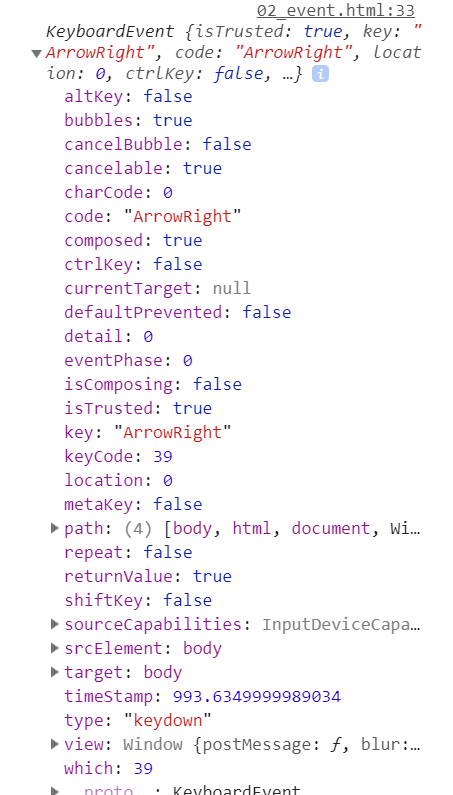 02_event.html:33
KeyboardEvent {isTrusted: true, key: "
ArrowRight", code: "ArrowRight", locat
ion: 0, ctrlKey: false, …}
altKey: false
bubbles: true
cancelBubble: false
cancelable: true
charCode: 0
code: "ArrowRight"
composed: true
ctrlKey: false
currentTarget: null
defaultPrevented: false
detail: 0
eventPhase: 0
isComposing: false
isTrusted: true
key: "ArrowRight"
keyCode: 39
location: 0
metaKey: false
path: (4) [body, html, document, Wi…
repeat: false
returnValue: true
shiftKey: false
sourceCapabilities: InputDeviceCapa…
srcElement: body
target: body
timeStamp: 993.6349999989034
type: "keydown"
view: Window {postMessage: ƒ, blur:…
which: 39
__proto__: KeyboardEvent